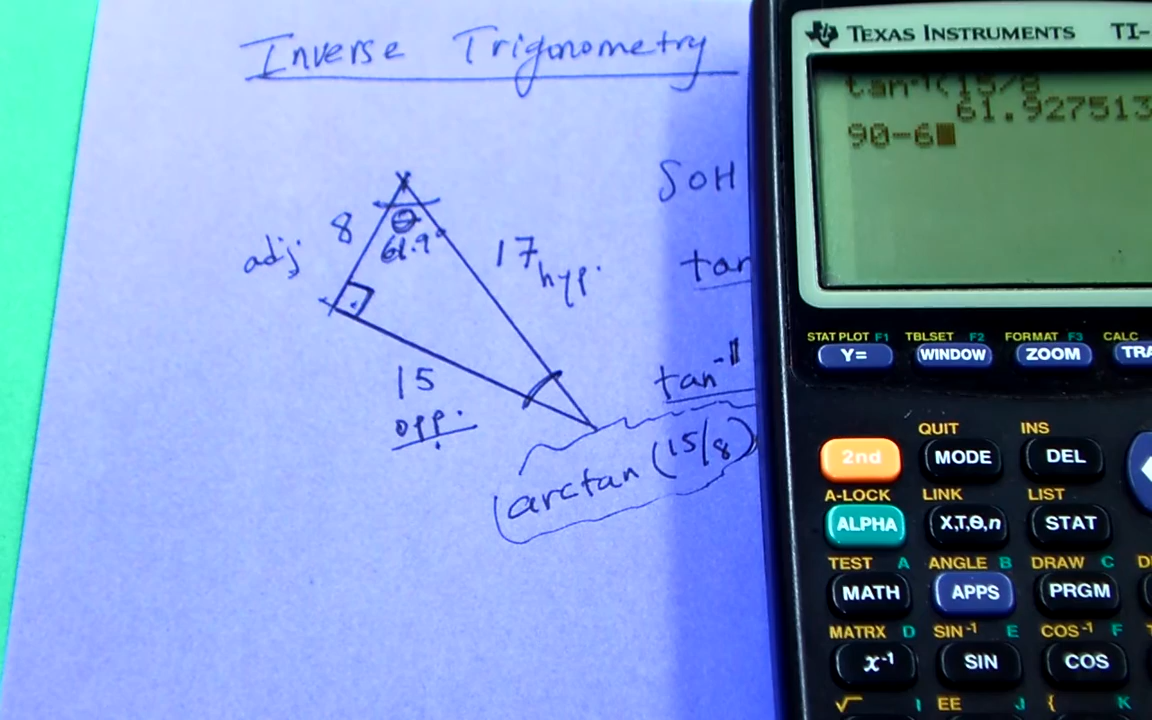 Inverse Trigonometry
8
θ
61.9°
adj
17
hyp.
15
opp.
SOH
tan⁻¹
arctan (15/8)
TEXAS INSTRUMENTS TI-
tan⁻¹(15/8
61.927513
90-6
STAT PLOT F1 TBLSET F2 FORMAT F3 CALC
Y= WINDOW ZOOM TRA
QUIT INS
2nd MODE DEL
A-LOCK LINK LIST
ALPHA X,T,Θ,n STAT
TEST A ANGLE B DRAW C
MATH APPS PRGM
MATRX D SIN⁻¹ E COS⁻¹ F
x⁻¹ SIN COS
√ I EE J { K